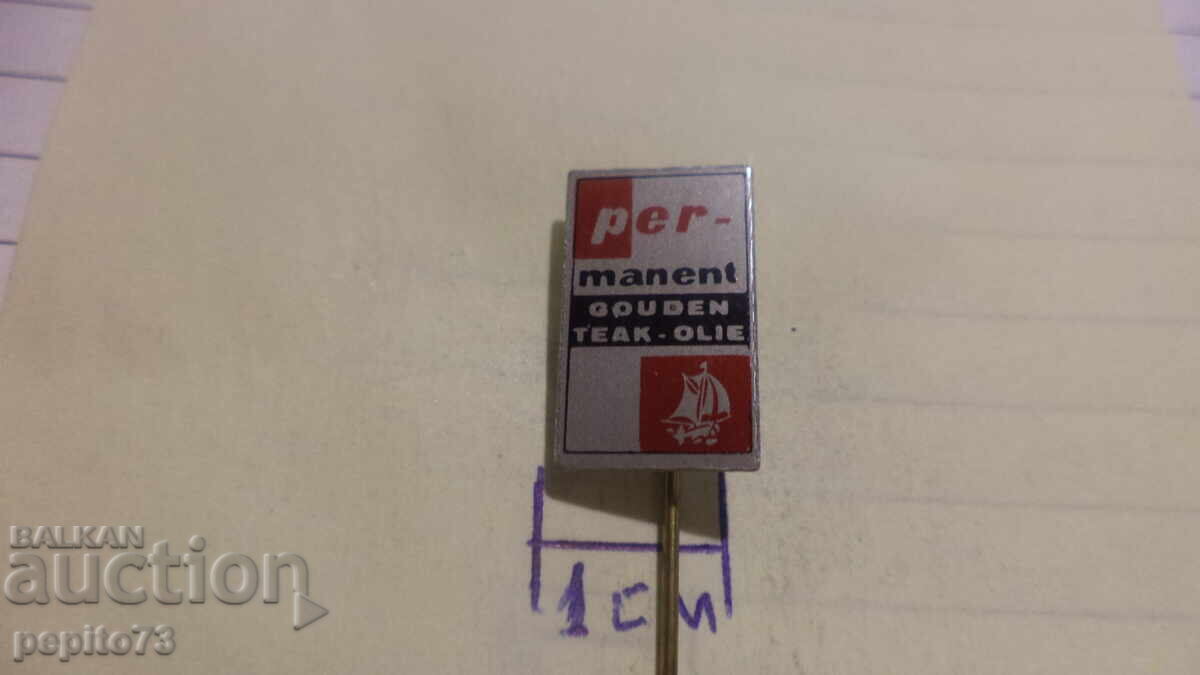 per-
manent
GOUDEN
TEAK-OLIE
1 см
BALKAN
auction
pepito73